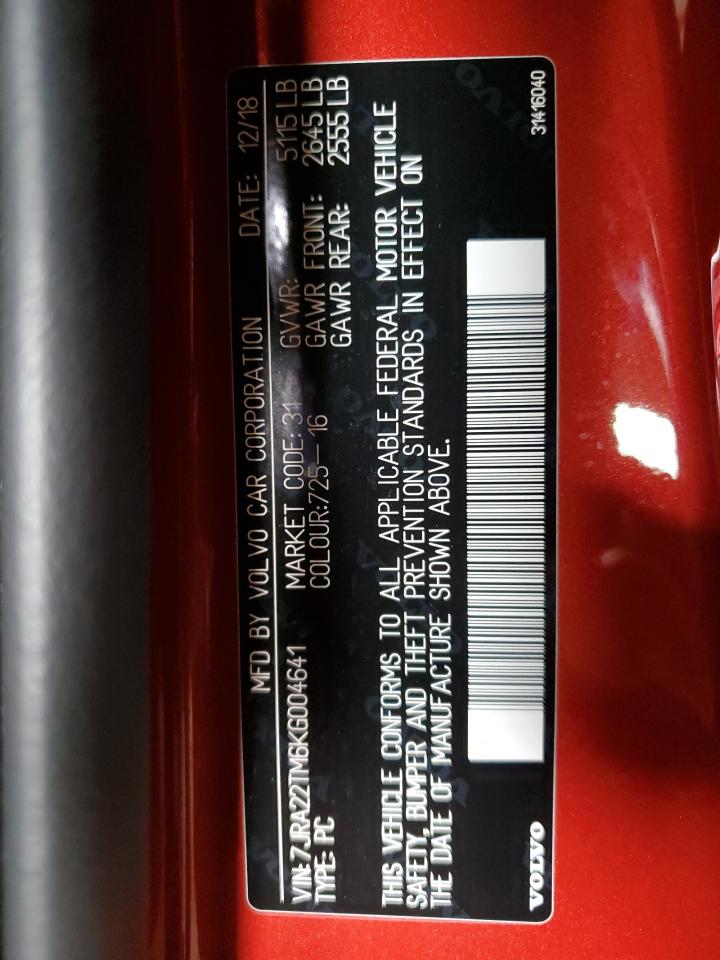 MFD BY VOLVO CAR CORPORATION DATE: 12/18
VIN: 7JRA22TM6KG004641 MARKET CODE: 31 GVWR: 5115 LB
TYPE: PC COLOUR:725—16 GAWR FRONT: 2645 LB
GAWR REAR: 2555 LB
THIS VEHICLE CONFORMS TO ALL APPLICABLE FEDERAL MOTOR VEHICLE
SAFETY, BUMPER AND THEFT PREVENTION STANDARDS IN EFFECT ON
THE DATE OF MANUFACTURE SHOWN ABOVE.
VOLVO 31416040